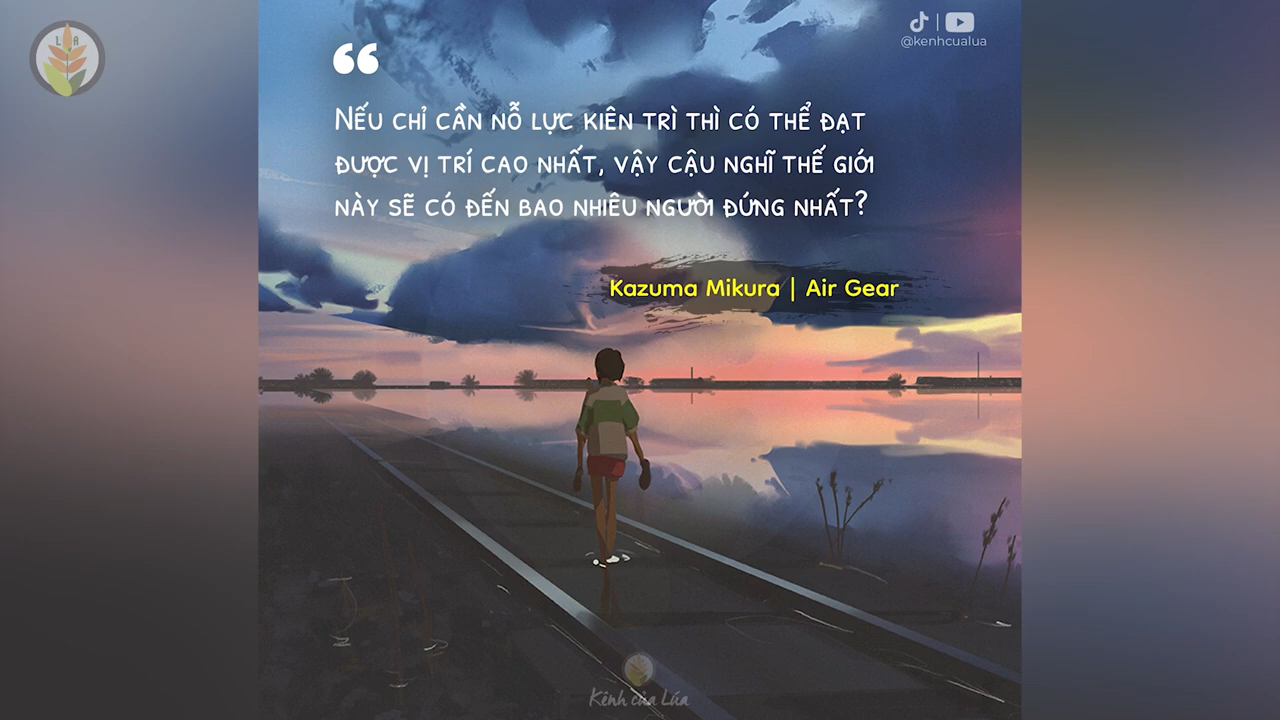 LÚA
@kenhcualua
“
NẾU CHỈ CẦN NỖ LỰC KIÊN TRÌ THÌ CÓ THỂ ĐẠT
ĐƯỢC VỊ TRÍ CAO NHẤT, VẬY CẬU NGHĨ THẾ GIỚI
NÀY SẼ CÓ ĐẾN BAO NHIÊU NGƯỜI ĐỨNG NHẤT?
Kazuma Mikura | Air Gear
Kênh của Lúa